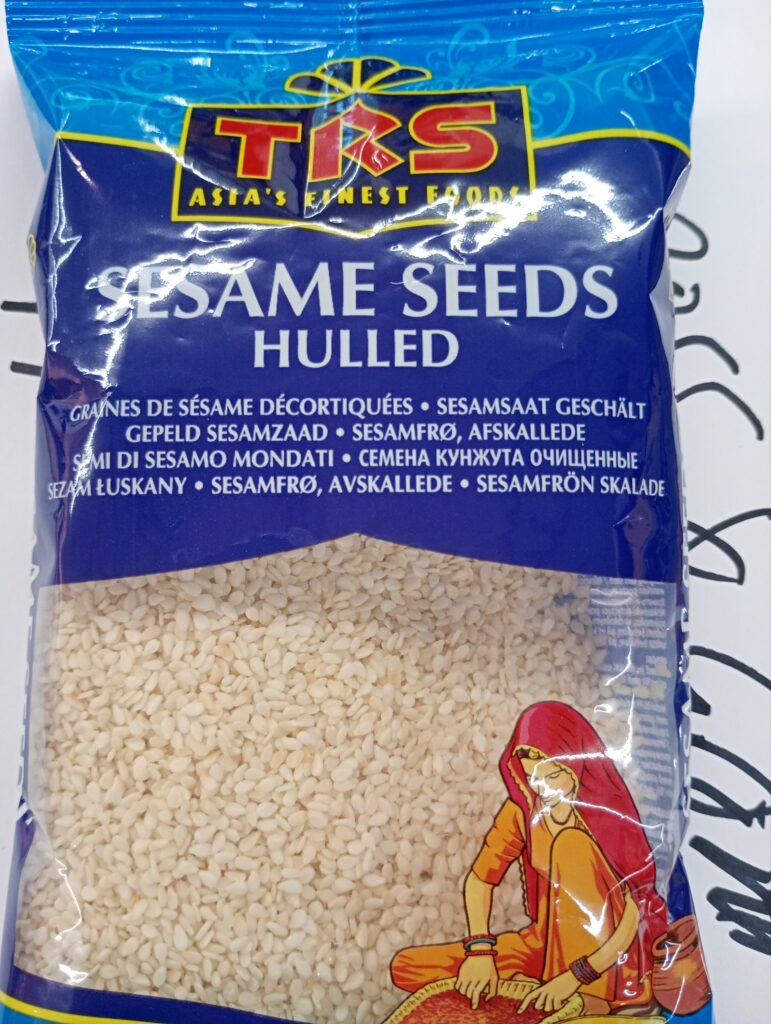 TRS
ASIA'S FINEST FOODS
SESAME SEEDS
HULLED
GRAINES DE SÉSAME DÉCORTIQUÉES • SESAMSAAT GESCHÄLT
GEPELD SESAMZAAD • SESAMFRØ, AFSKALLEDE
SEMI DI SESAMO MONDATI • СЕМЕНА КУНЖУТА ОЧИЩЕННЫЕ
SEZAM ŁUSKANY • SESAMFRØ, AVSKALLEDE • SESAMFRÖN SKALADE